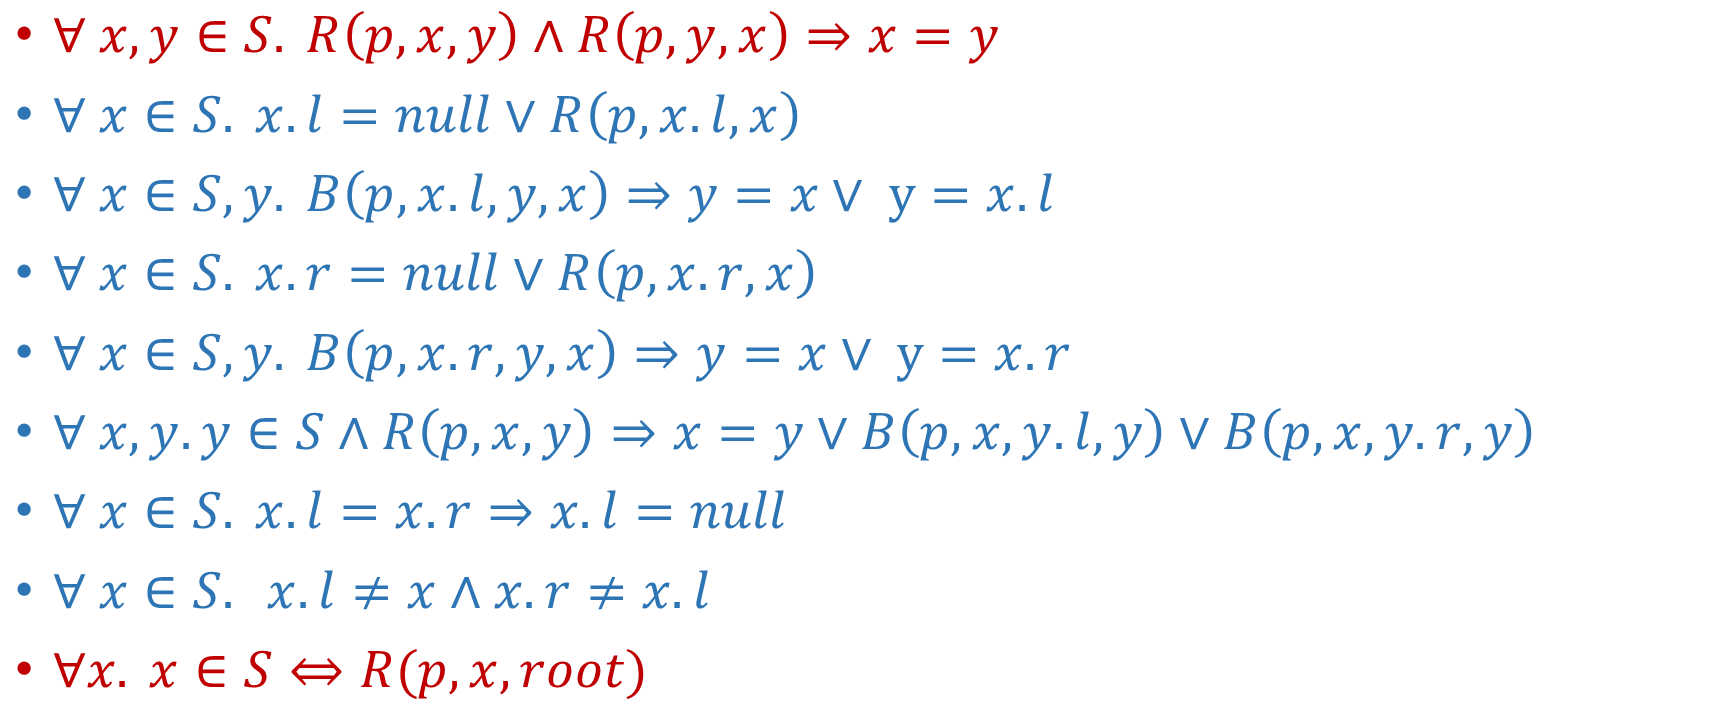 • ∀ x, y ∈ S. R(p, x, y) ∧ R(p, y, x) ⇒ x = y
• ∀ x ∈ S. x. l = null ∨ R(p, x. l, x)
• ∀ x ∈ S, y. B(p, x. l, y, x) ⇒ y = x ∨ y = x. l
• ∀ x ∈ S. x. r = null ∨ R(p, x. r, x)
• ∀ x ∈ S, y. B(p, x. r, y, x) ⇒ y = x ∨ y = x. r
• ∀ x, y. y ∈ S ∧ R(p, x, y) ⇒ x = y ∨ B(p, x, y. l, y) ∨ B(p, x, y. r, y)
• ∀ x ∈ S. x. l = x. r ⇒ x. l = null
• ∀ x ∈ S. x. l ≠ x ∧ x. r ≠ x. l
• ∀x. x ∈ S ⇔ R(p, x, root)